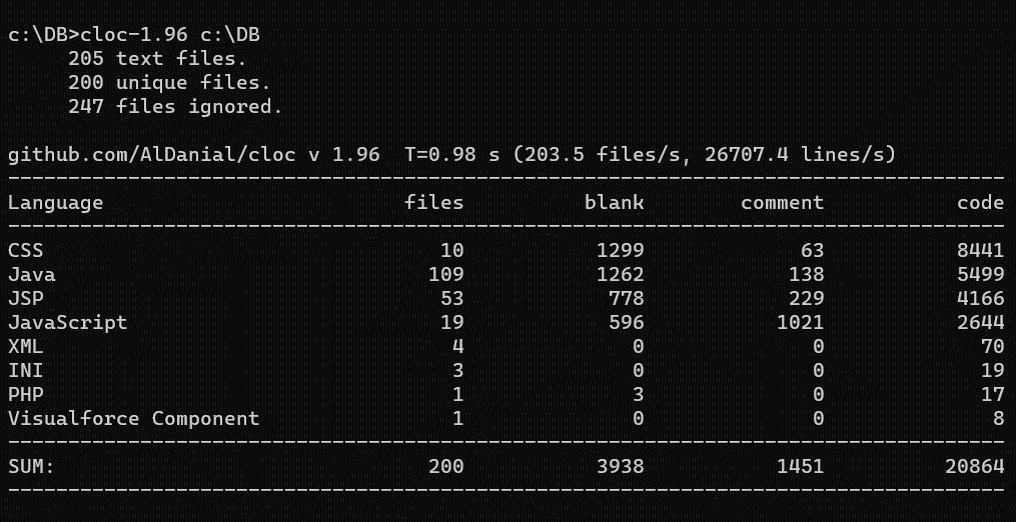 c:\DB>cloc-1.96 c:\DB
     205 text files.
     200 unique files.
     247 files ignored.

github.com/AlDanial/cloc v 1.96  T=0.98 s (203.5 files/s, 26707.4 lines/s)
-----------------------------------------------------------------------------------
Language                         files          blank        comment           code
-----------------------------------------------------------------------------------
CSS                                 10           1299             63           8441
Java                               109           1262            138           5499
JSP                                 53            778            229           4166
JavaScript                          19            596           1021           2644
XML                                  4              0              0             70
INI                                  3              0              0             19
PHP                                  1              3              0             17
Visualforce Component                1              0              0              8
-----------------------------------------------------------------------------------
SUM:                               200           3938           1451          20864
-----------------------------------------------------------------------------------